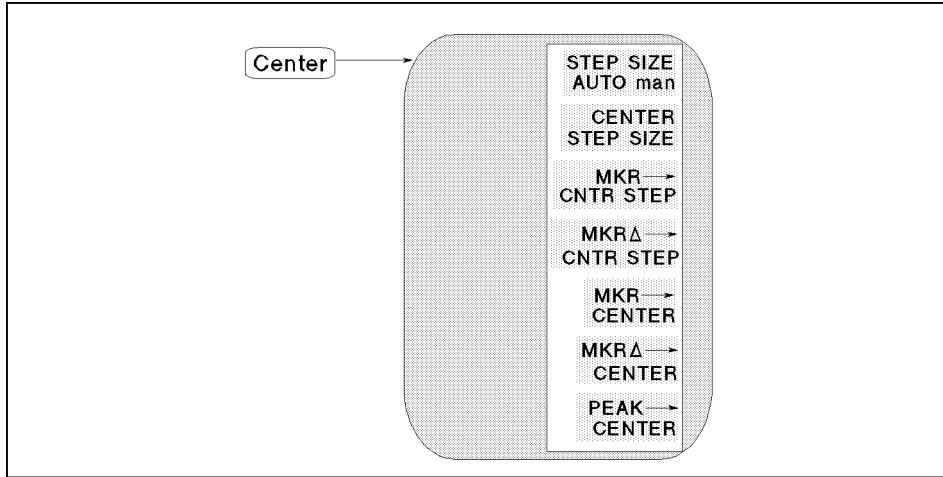 Center
STEP SIZE
AUTO man
CENTER
STEP SIZE
MKR→
CNTR STEP
MKRΔ→
CNTR STEP
MKR→
CENTER
MKRΔ→
CENTER
PEAK→
CENTER